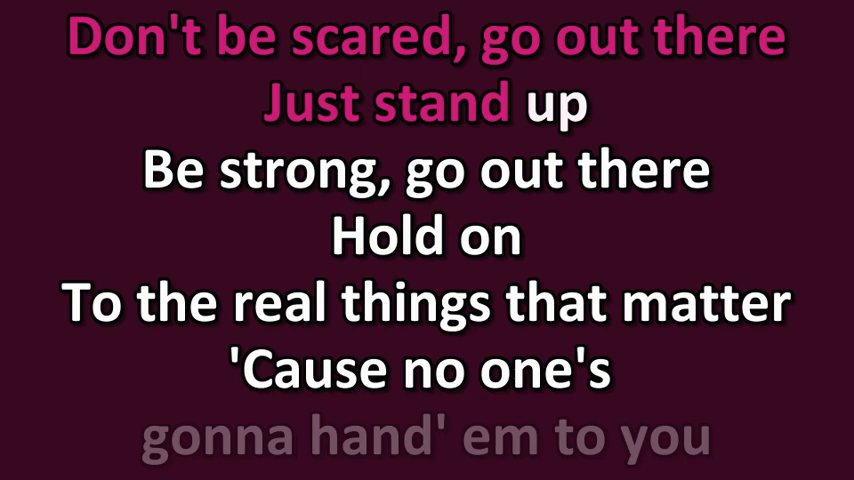 Don't be scared, go out there
Just stand up
Be strong, go out there
Hold on
To the real things that matter
'Cause no one's
gonna hand' em to you